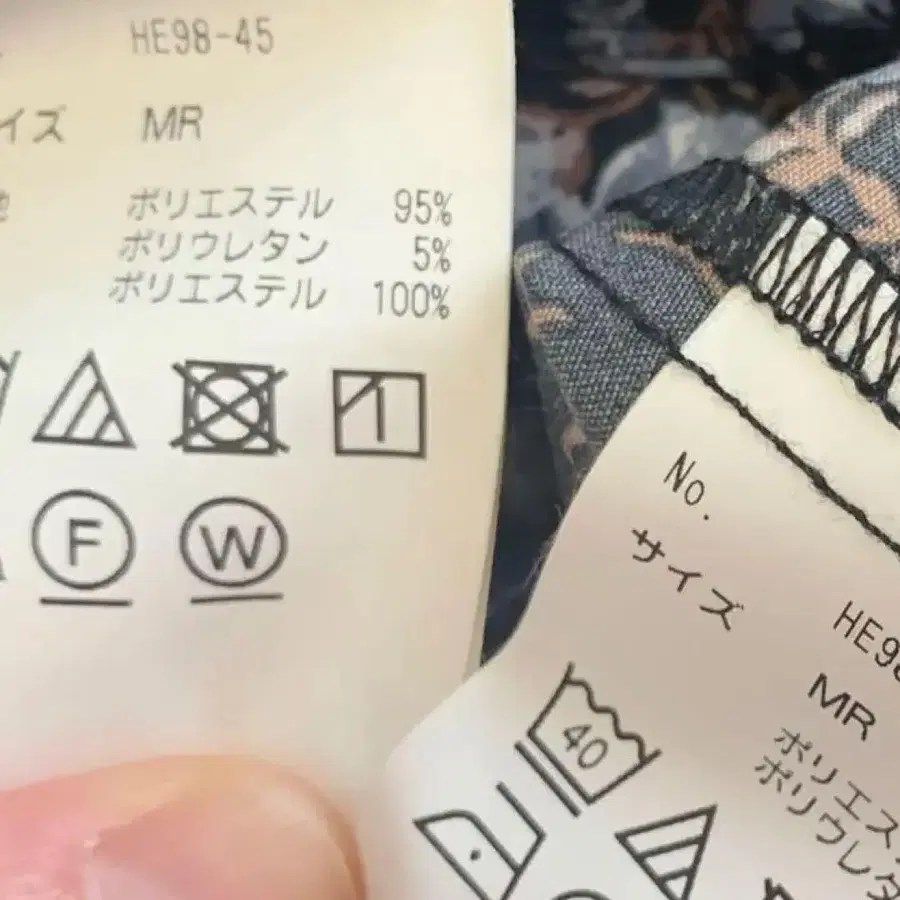 HE98-45
イズ MR
地 ポリエステル 95%
ポリウレタン 5%
ポリエステル 100%
F W
No.
サイズ
HE98
MR
ポリエス
ポリウレタ
40